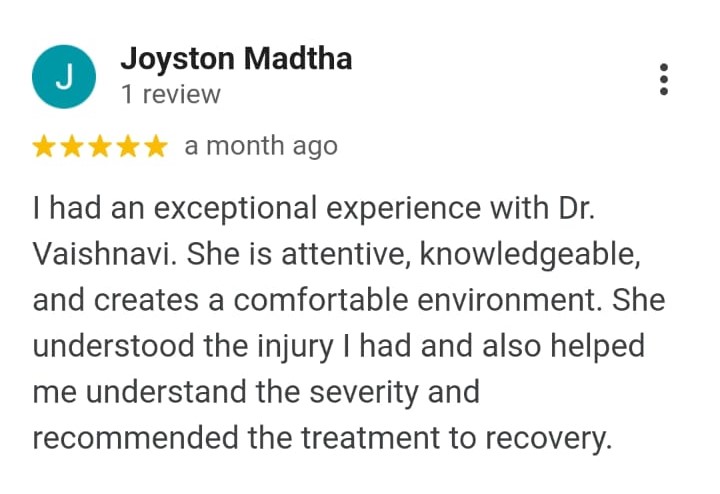 J
Joyston Madtha
1 review
a month ago
I had an exceptional experience with Dr.
Vaishnavi. She is attentive, knowledgeable,
and creates a comfortable environment. She
understood the injury I had and also helped
me understand the severity and
recommended the treatment to recovery.